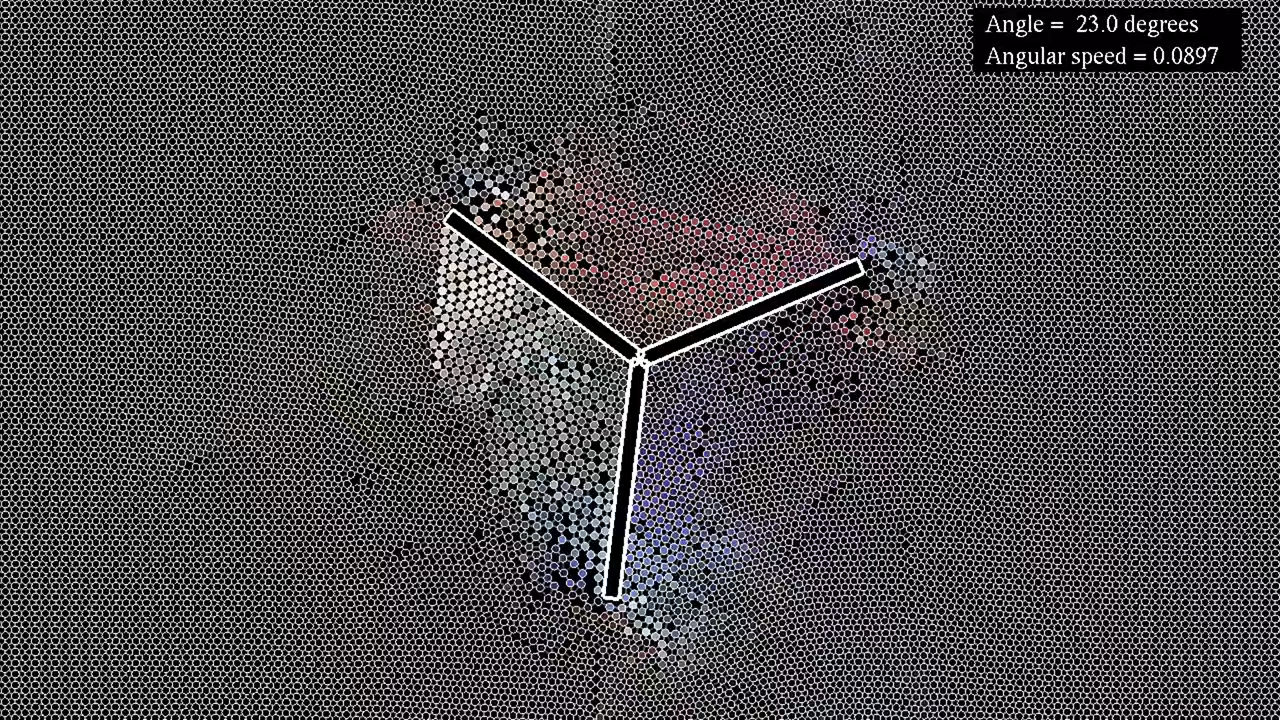 Angle =  23.0 degrees
Angular speed = 0.0897